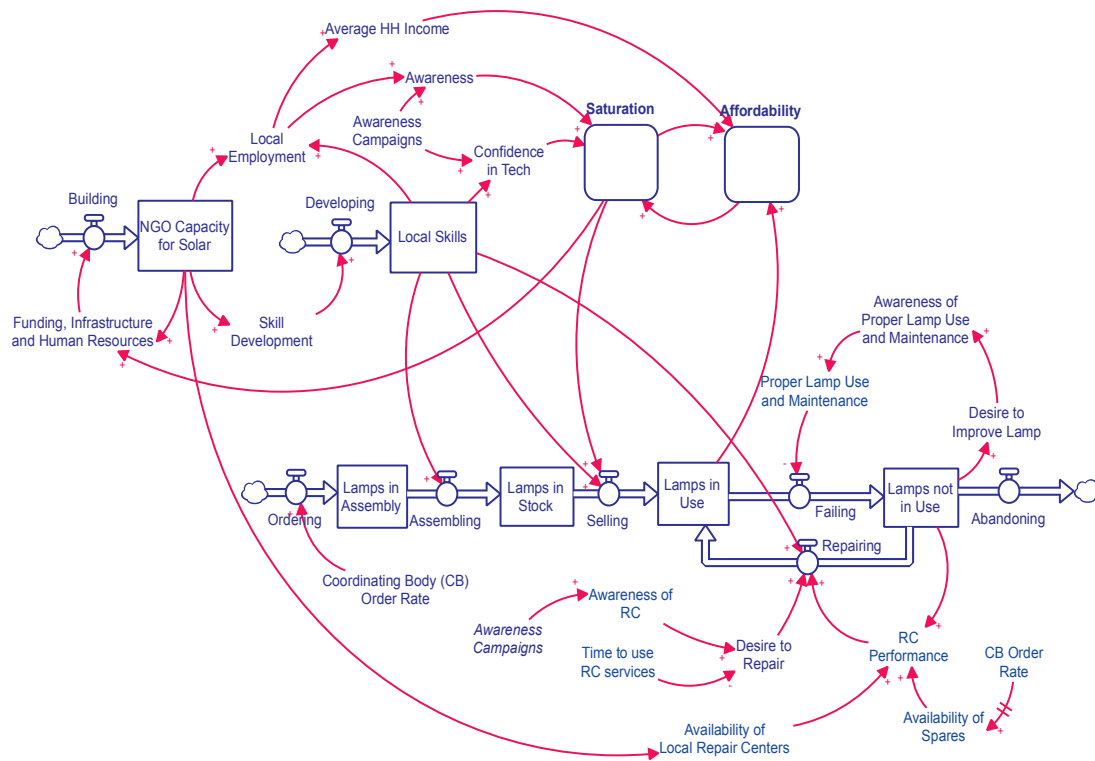 Average HH Income
Awareness
Saturation
Affordability
Awareness
Campaigns
Local
Employment
Confidence
in Tech
Building
Developing
NGO Capacity
for Solar
Local Skills
Funding, Infrastructure
and Human Resources
Skill
Development
Awareness of
Proper Lamp Use
and Maintenance
Proper Lamp Use
and Maintenance
Desire to
Improve Lamp
Lamps in
Assembly
Lamps in
Stock
Lamps in
Use
Lamps not
in Use
Ordering
Assembling
Selling
Failing
Abandoning
Repairing
Coordinating Body (CB)
Order Rate
Awareness of
RC
Awareness
Campaigns
Time to use
RC services
Desire to
Repair
RC
Performance
CB Order
Rate
Availability of
Local Repair Centers
Availability of
Spares